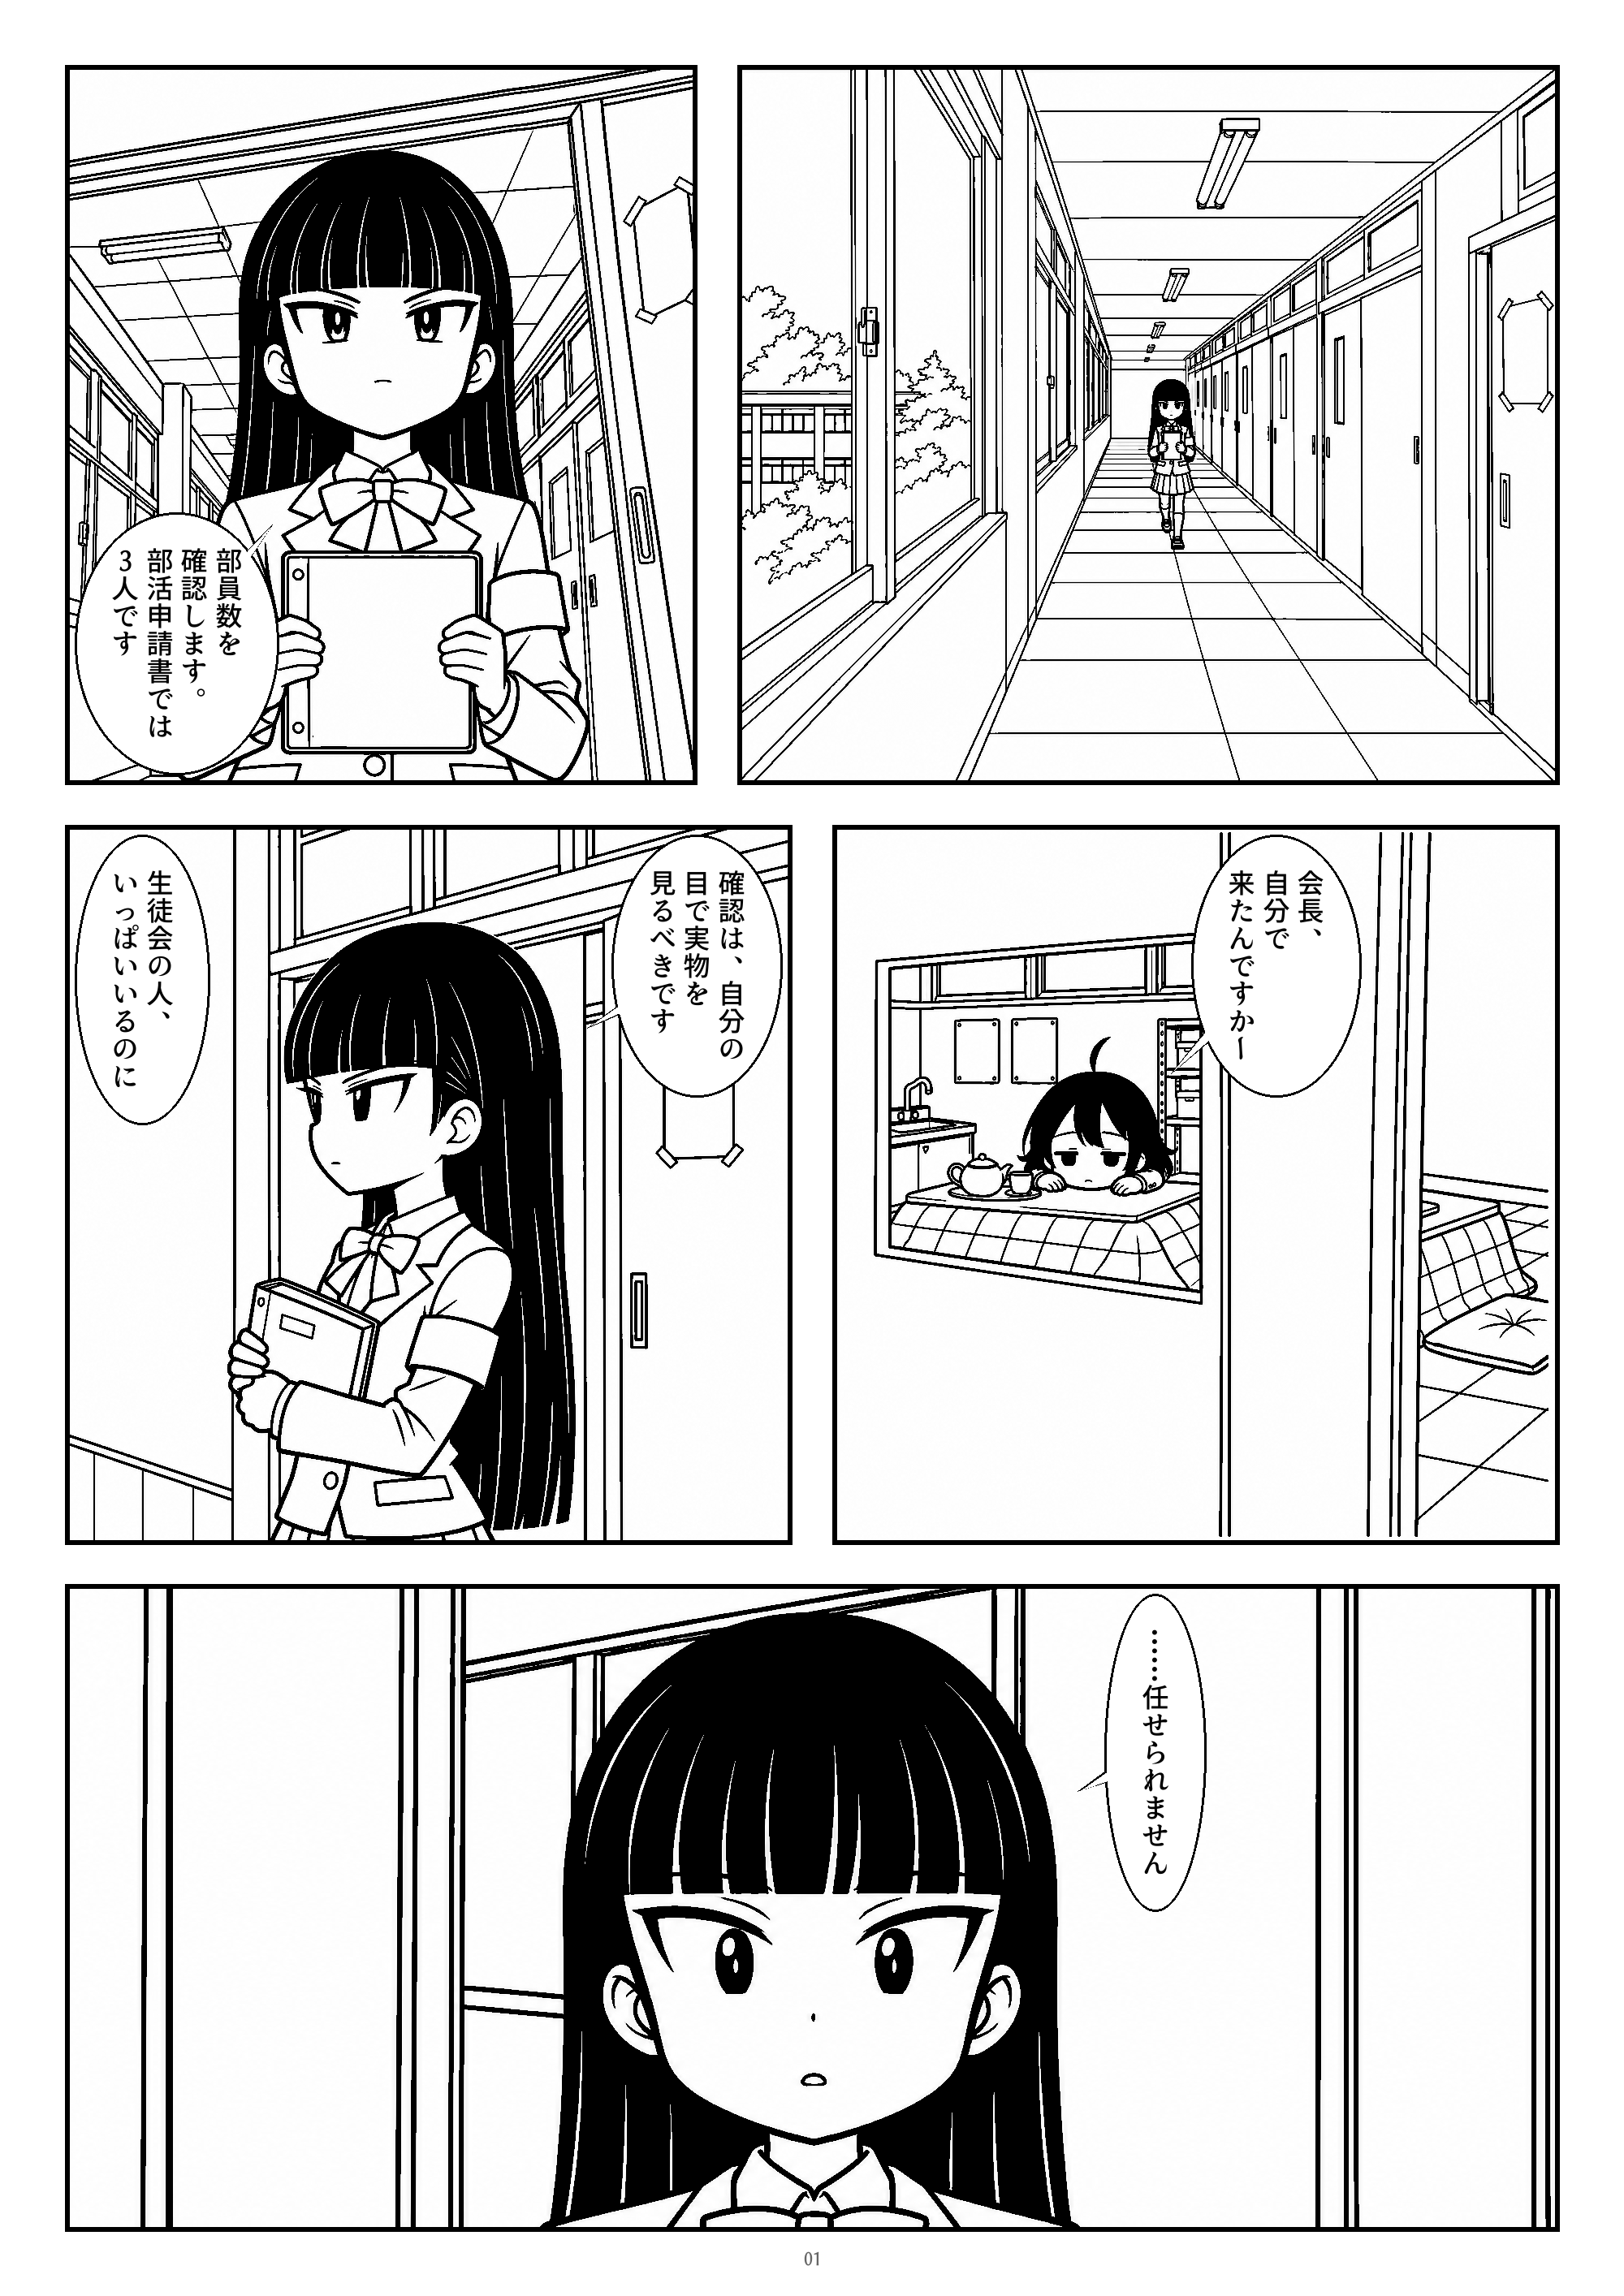 部員数を
確認します。
部活申請書では
3人です
会長、
自分で
来たんですか〜
確認は、自分の
目で実物を
見るべきです
生徒会の人、
いっぱいいるのに
……任せられません
01